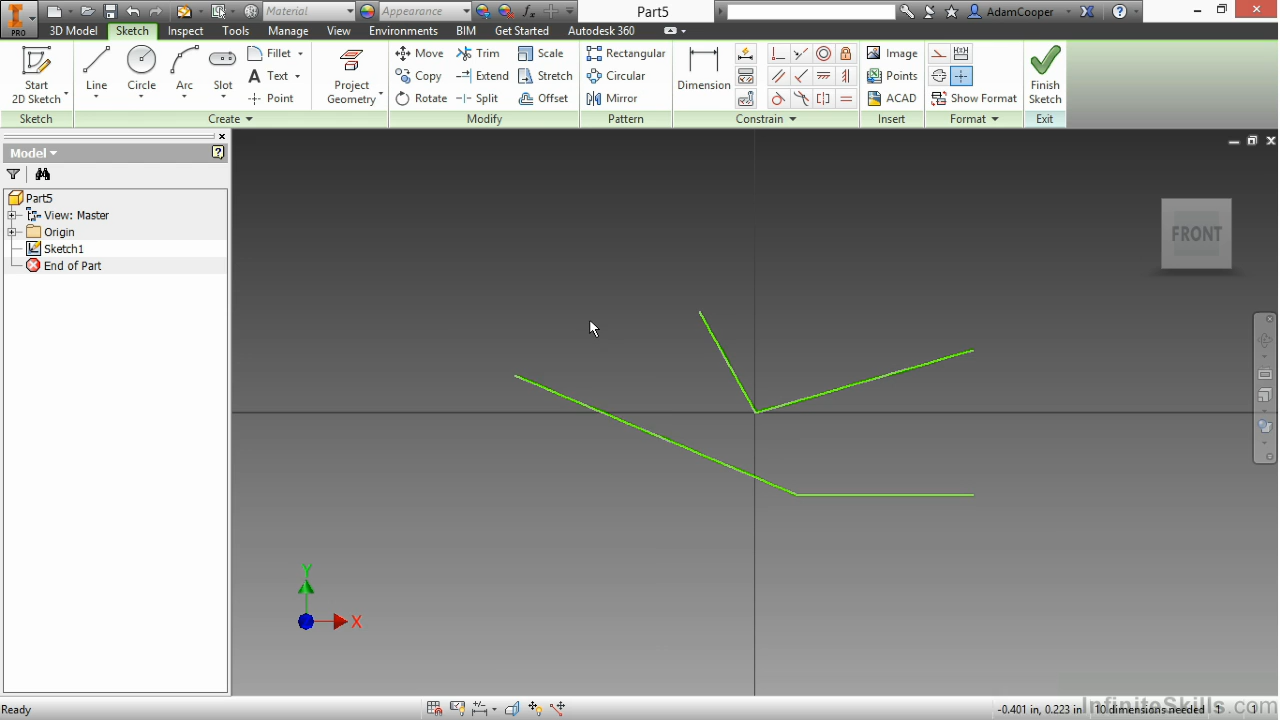 PRO
Material
Appearance
Part5
AdamCooper
3D Model Sketch Inspect Tools Manage View Environments BIM Get Started Autodesk 360
Start
2D Sketch
Line
Circle
Arc
Slot
Fillet
Text
Point
Project
Geometry
Move
Copy
Rotate
Trim
Extend
Split
Scale
Stretch
Offset
Rectangular
Circular
Mirror
Dimension
Image
Points
ACAD
Show Format
Finish
Sketch
Sketch Create Modify Pattern Constrain Insert Format Exit
Model
Part5
View: Master
Origin
Sketch1
End of Part
FRONT
Y
X
Ready
-0.401 in, 0.223 in 10 dimensions needed 1 1
InfiniteSkills.com